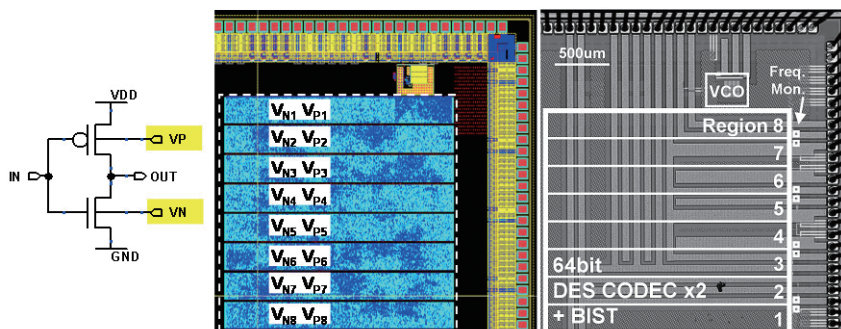 VDD
VP
IN
OUT
VN
GND
VN1 VP1
VN2 VP2
VN3 VP3
VN4 VP4
VN5 VP5
VN6 VP6
VN7 VP7
VN8 VP8
500um
VCO
Freq.
Mon.
Region 8
7
6
5
4
64bit 3
DES CODEC x2 2
+ BIST 1